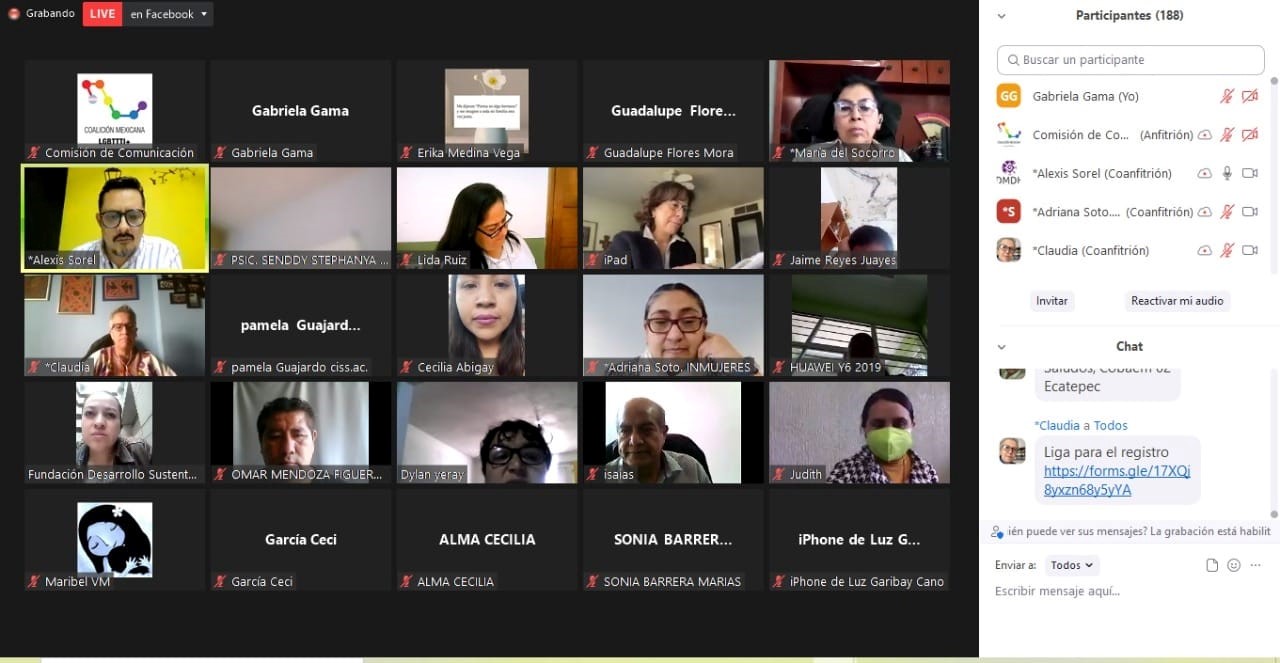 Grabando
LIVE
en Facebook
COALICIÓN MEXICANA
LGBTTTI+
Comisión de Comunicación
Gabriela Gama
Gabriela Gama
Erika Medina Vega
Guadalupe Flore...
Guadalupe Flores Mora
*María del Socorro
*Alexis Sorel
PSIC. SENDDY STEPHANYA ...
Lida Ruiz
iPad
Jaime Reyes Juayes
*Claudia
pamela Guajard...
pamela Guajardo ciss.ac.
Cecilia Abigay
*Adriana Soto. INMUJERES
HUAWEI Y6 2019
Fundación Desarrollo Sustent...
OMAR MENDOZA FIGUER...
Dylan yeray
isaias
Judith
Maribel VM
García Ceci
García Ceci
ALMA CECILIA
ALMA CECILIA
SONIA BARRER...
SONIA BARRERA MARIAS
iPhone de Luz G...
iPhone de Luz Garibay Cano
Participantes (188)
Buscar un participante
GG
Gabriela Gama (Yo)
Comisión de Co... (Anfitrión)
*Alexis Sorel (Coanfitrión)
*S
*Adriana Soto.... (Coanfitrión)
*Claudia (Coanfitrión)
Invitar
Reactivar mi audio
Chat
Saludos, Cobaem 02
Ecatepec
*Claudia a Todos
Liga para el registro
https://forms.gle/17XQj
8yxzn68y5yYA
ién puede ver sus mensajes? La grabación está habilit
Enviar a:
Todos
Escribir mensaje aquí...